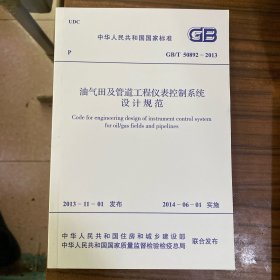 UDC
中华人民共和国国家标准
GB
P
GB/T 50892-2013
油气田及管道工程仪表控制系统
设计规范
Code for engineering design of instrument control system
for oil/gas fields and pipelines
2013-11-01 发布
2014-06-01 实施
中华人民共和国住房和城乡建设部
中华人民共和国国家质量监督检验检疫总局
联合发布